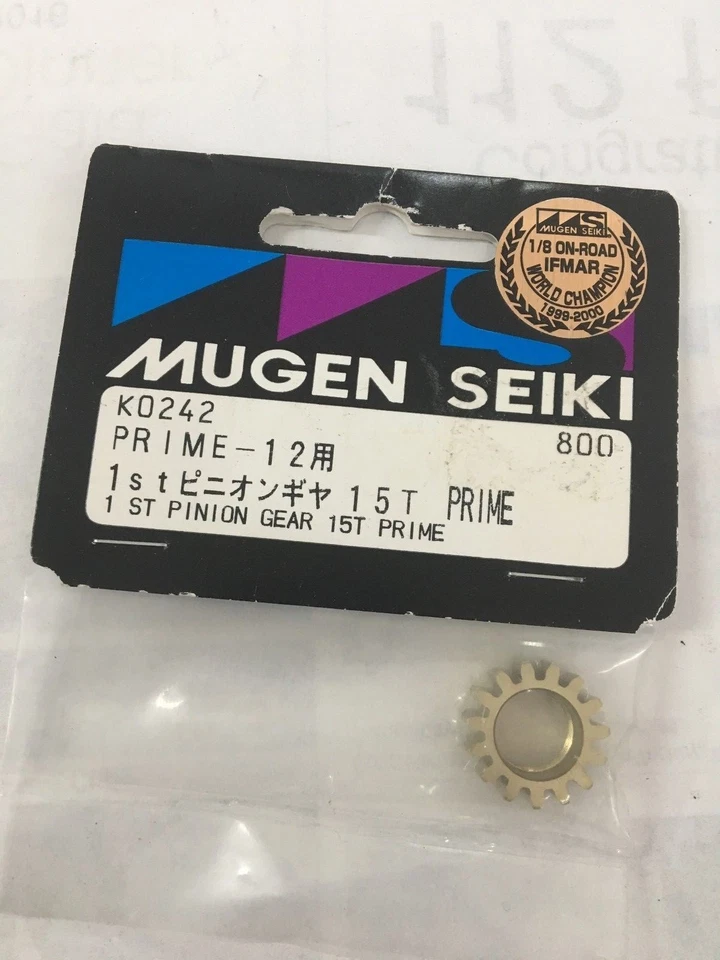 MUGEN SEIKI
1/8 ON-ROAD
IFMAR
WORLD CHAMPION
1999-2000
MUGEN SEIKI
K0242
PRIME-12用
800
1stピニオンギヤ 15T PRIME
1 ST PINION GEAR 15T PRIME